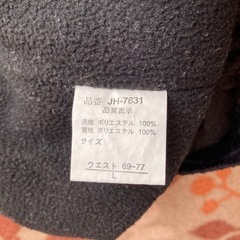 品番 JH-7831
品質表示
表地 ポリエステル 100%
裏地 ポリエステル 100%
サイズ
ウエスト 69-77
L